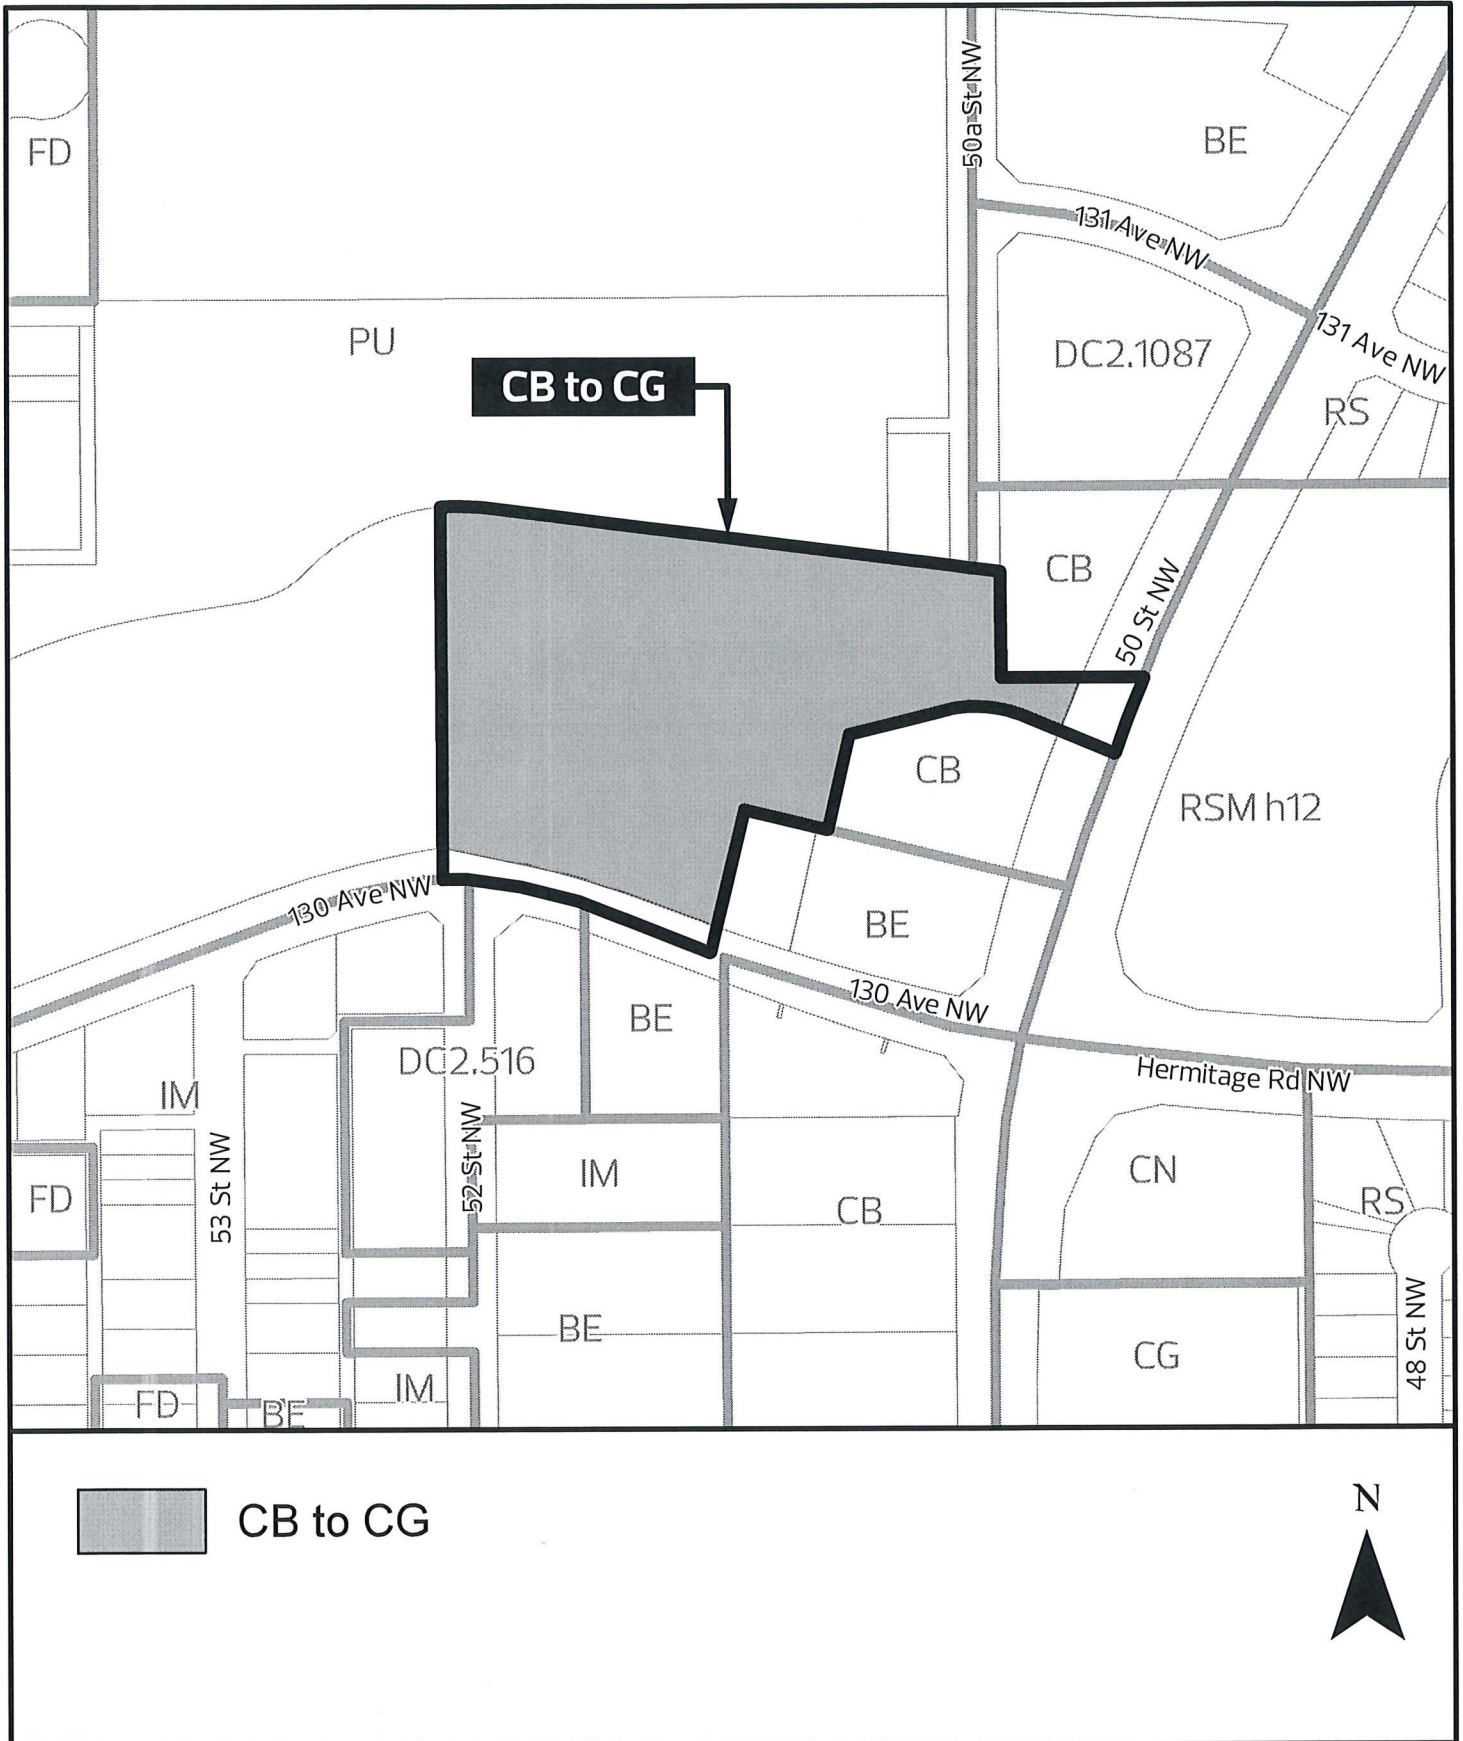 50a St NW
BE
FD
131 Ave NW
131 Ave NW
PU
DC2.1087
CB to CG
RS
CB
50 St NW
CB
RSM h12
130 Ave NW
BE
130 Ave NW
BE
DC2.516
Hermitage Rd NW
IM
52 St NW
53 St NW
IM
CN
FD
CB
RS
BE
CG
48 St NW
IM
FD
BE
CB to CG
N